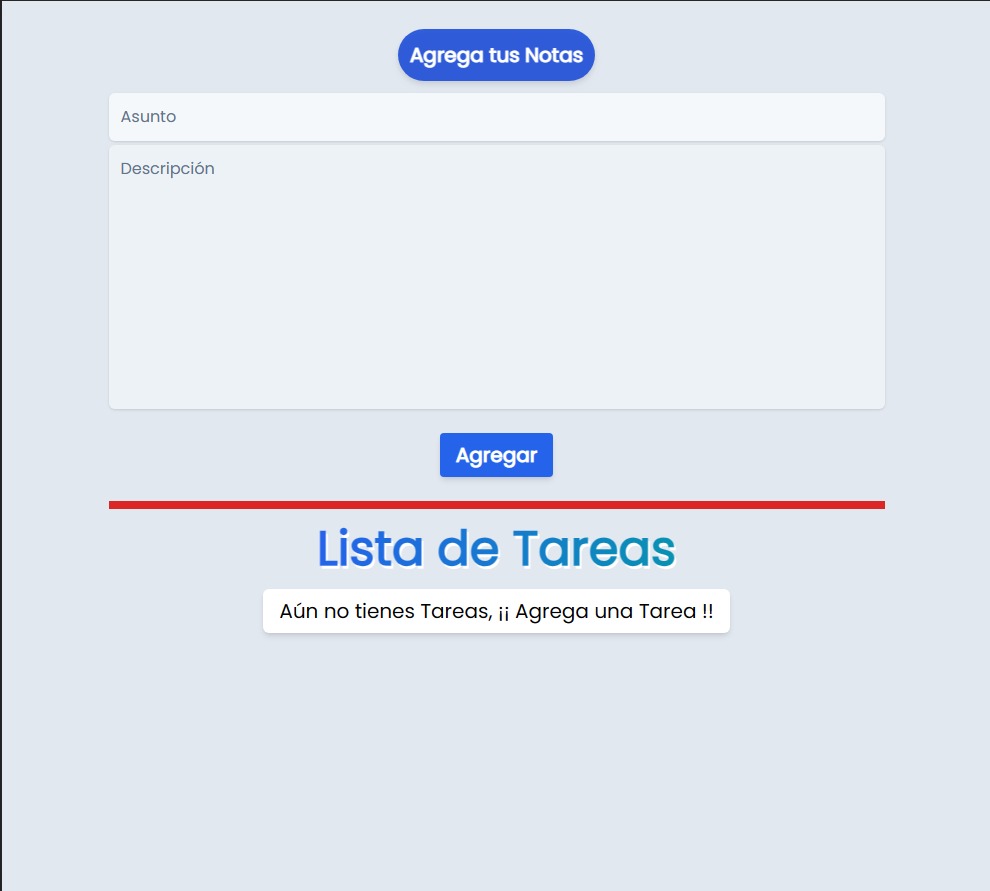 Agrega tus Notas
Asunto
Descripción
Agregar
Lista de Tareas
Aún no tienes Tareas, ¡¡ Agrega una Tarea !!